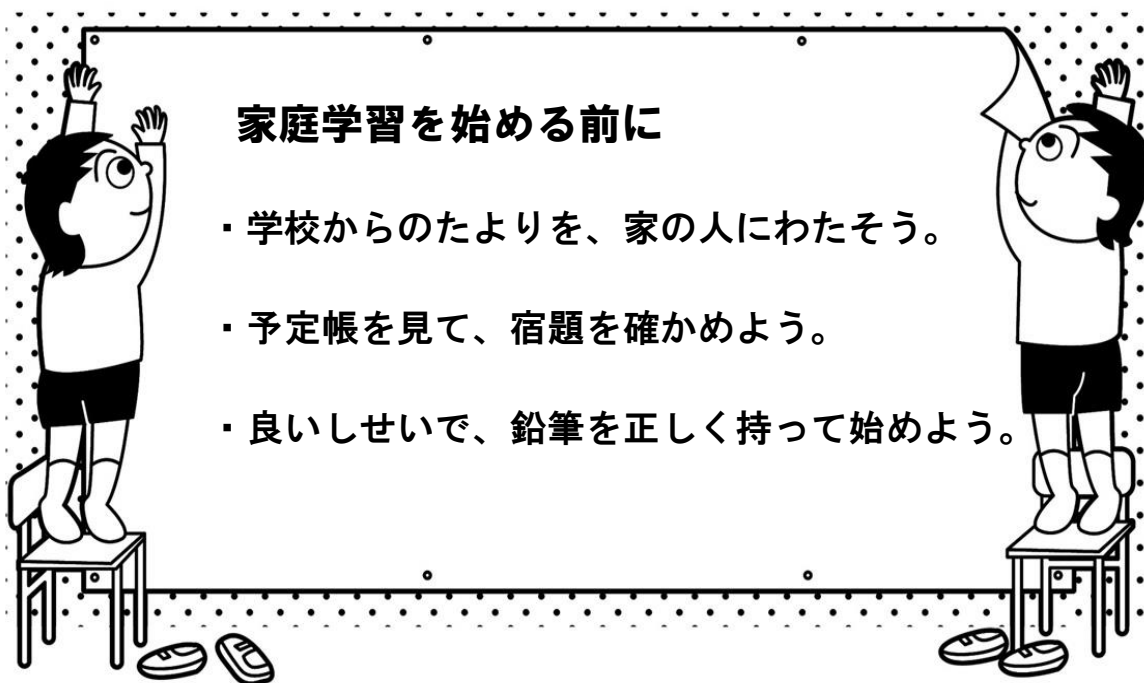 家庭学習を始める前に
・学校からのたよりを、家の人にわたそう。
・予定帳を見て、宿題を確かめよう。
・良いしせいで、鉛筆を正しく持って始めよう。